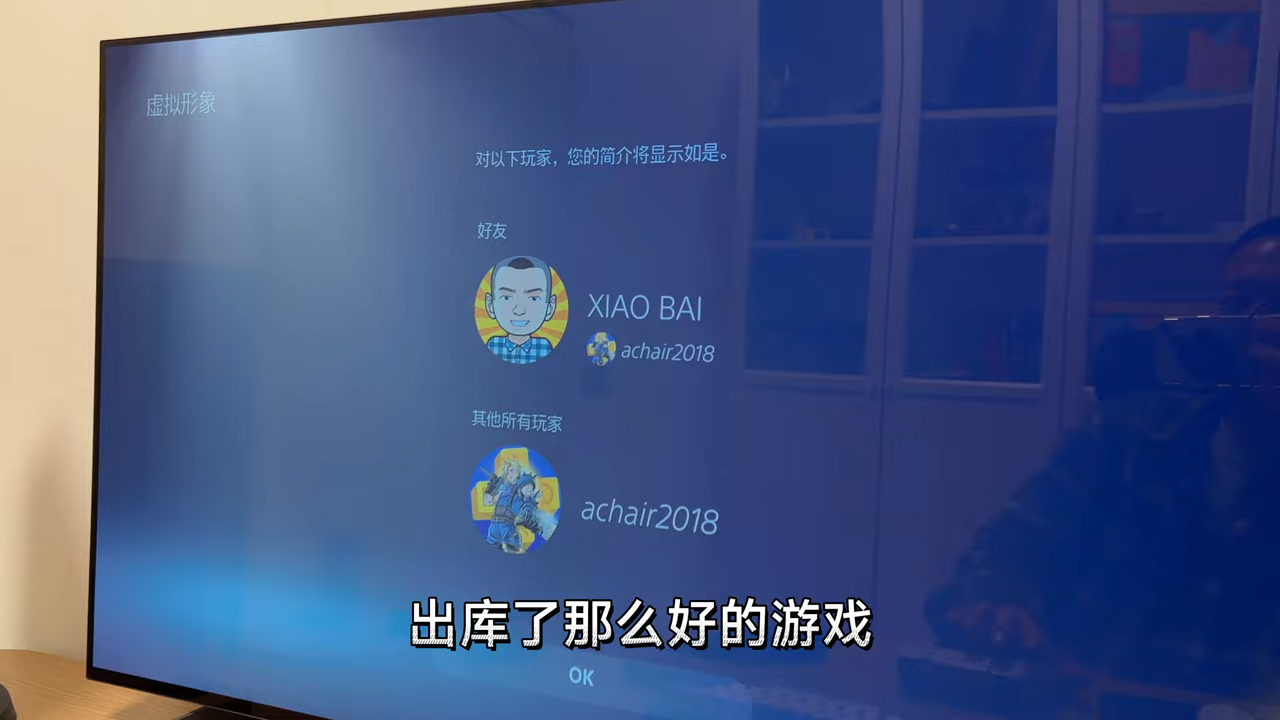 虚拟形象
对以下玩家，您的简介将显示如是。
好友
XIAO BAI
achair2018
其他所有玩家
achair2018
出库了那么好的游戏
OK